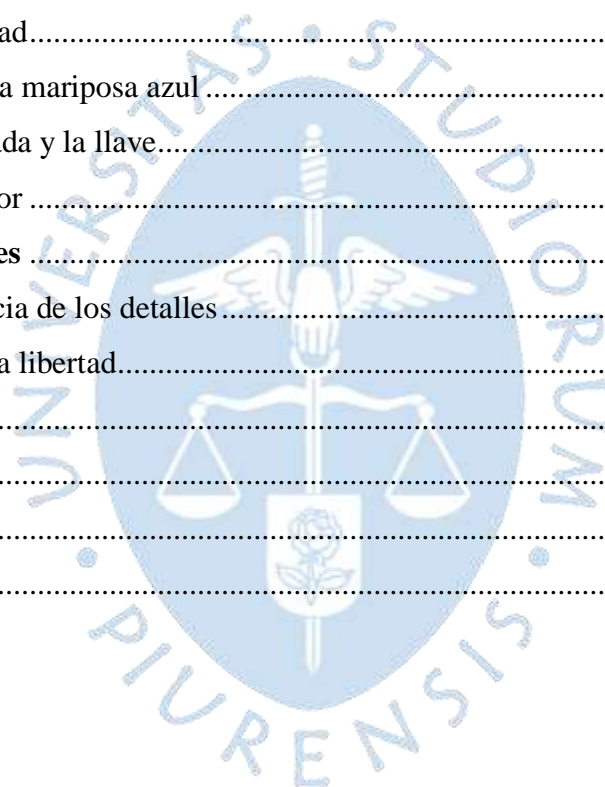 ad..........................................................................
a mariposa azul....................................................
da y la llave..........................................................
or..........................................................................
es..........................................................................
cia de los detalles..................................................
a libertad..............................................................
..............................................................................
..............................................................................
..............................................................................
..............................................................................
UNIVERSITAS • STUDIORUM • PIURENSIS •